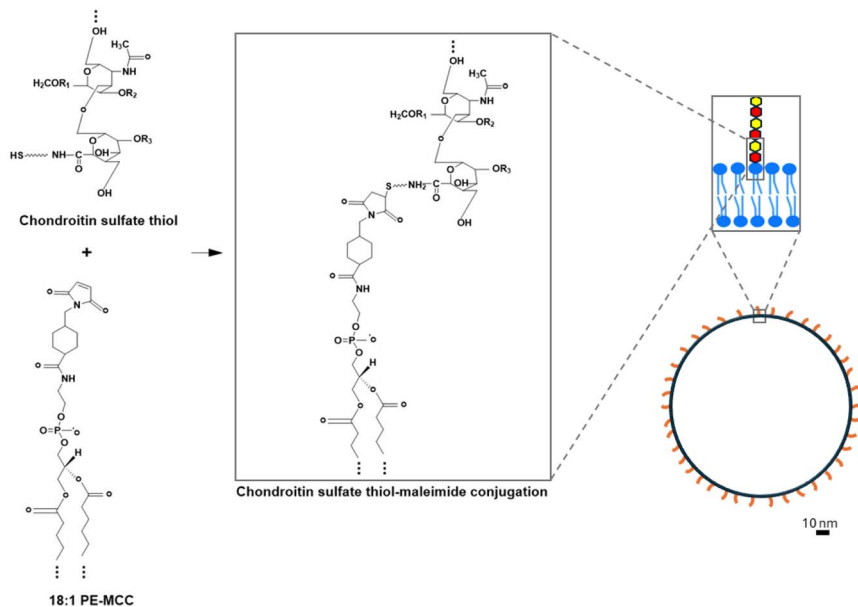 OH
H₃C
O
NH
O
H₂COR₁
OR₂
O
OR₃
HS
NH
C
O
OH
O
OH
Chondroitin sulfate thiol
+
O
N
O
O
NH
O
O=P
O
O
H
O
O
O
O
18:1 PE-MCC
OH
H₃C
O
NH
O
H₂COR₁
OR₂
O
OR₃
S
NH₂
C
O
OH
O
OH
O
N
O
O
NH
O
O=P
O
O
H
O
O
O
O
Chondroitin sulfate thiol-maleimide conjugation
10 nm